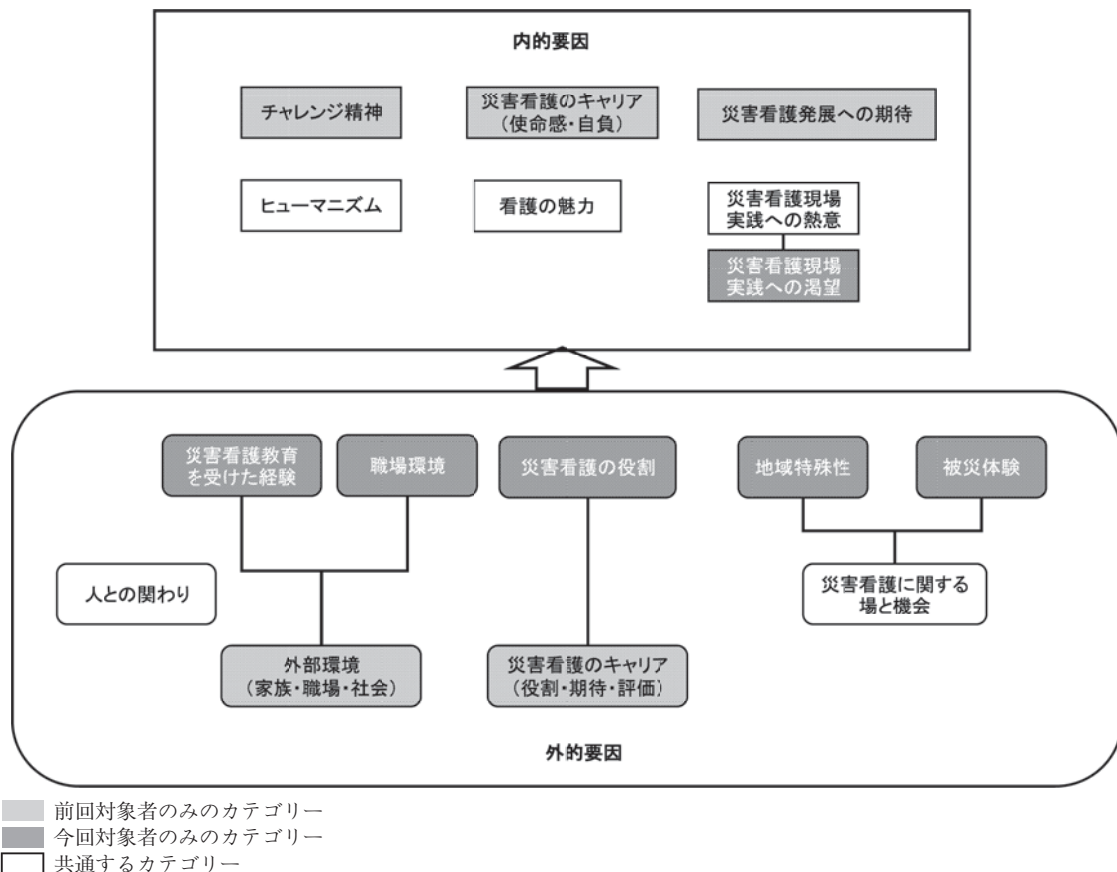 内的要因
チャレンジ精神
災害看護のキャリア
（使命感・自負）
災害看護発展への期待
ヒューマニズム
看護の魅力
災害看護現場
実践への熱意
災害看護現場
実践への渇望
災害看護教育
を受けた経験
職場環境
災害看護の役割
地域特殊性
被災体験
人との関わり
災害看護に関する
場と機会
外部環境
（家族・職場・社会）
災害看護のキャリア
（役割・期待・評価）
外的要因
前回対象者のみのカテゴリー
今回対象者のみのカテゴリー
共通するカテゴリー